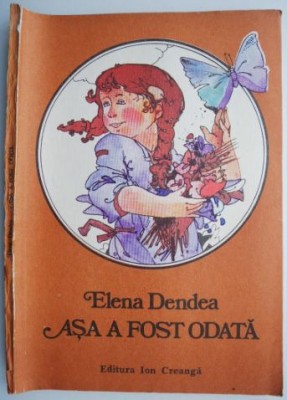 Elena Dendea
AȘA A FOST ODATĂ
Editura Ion Creangă